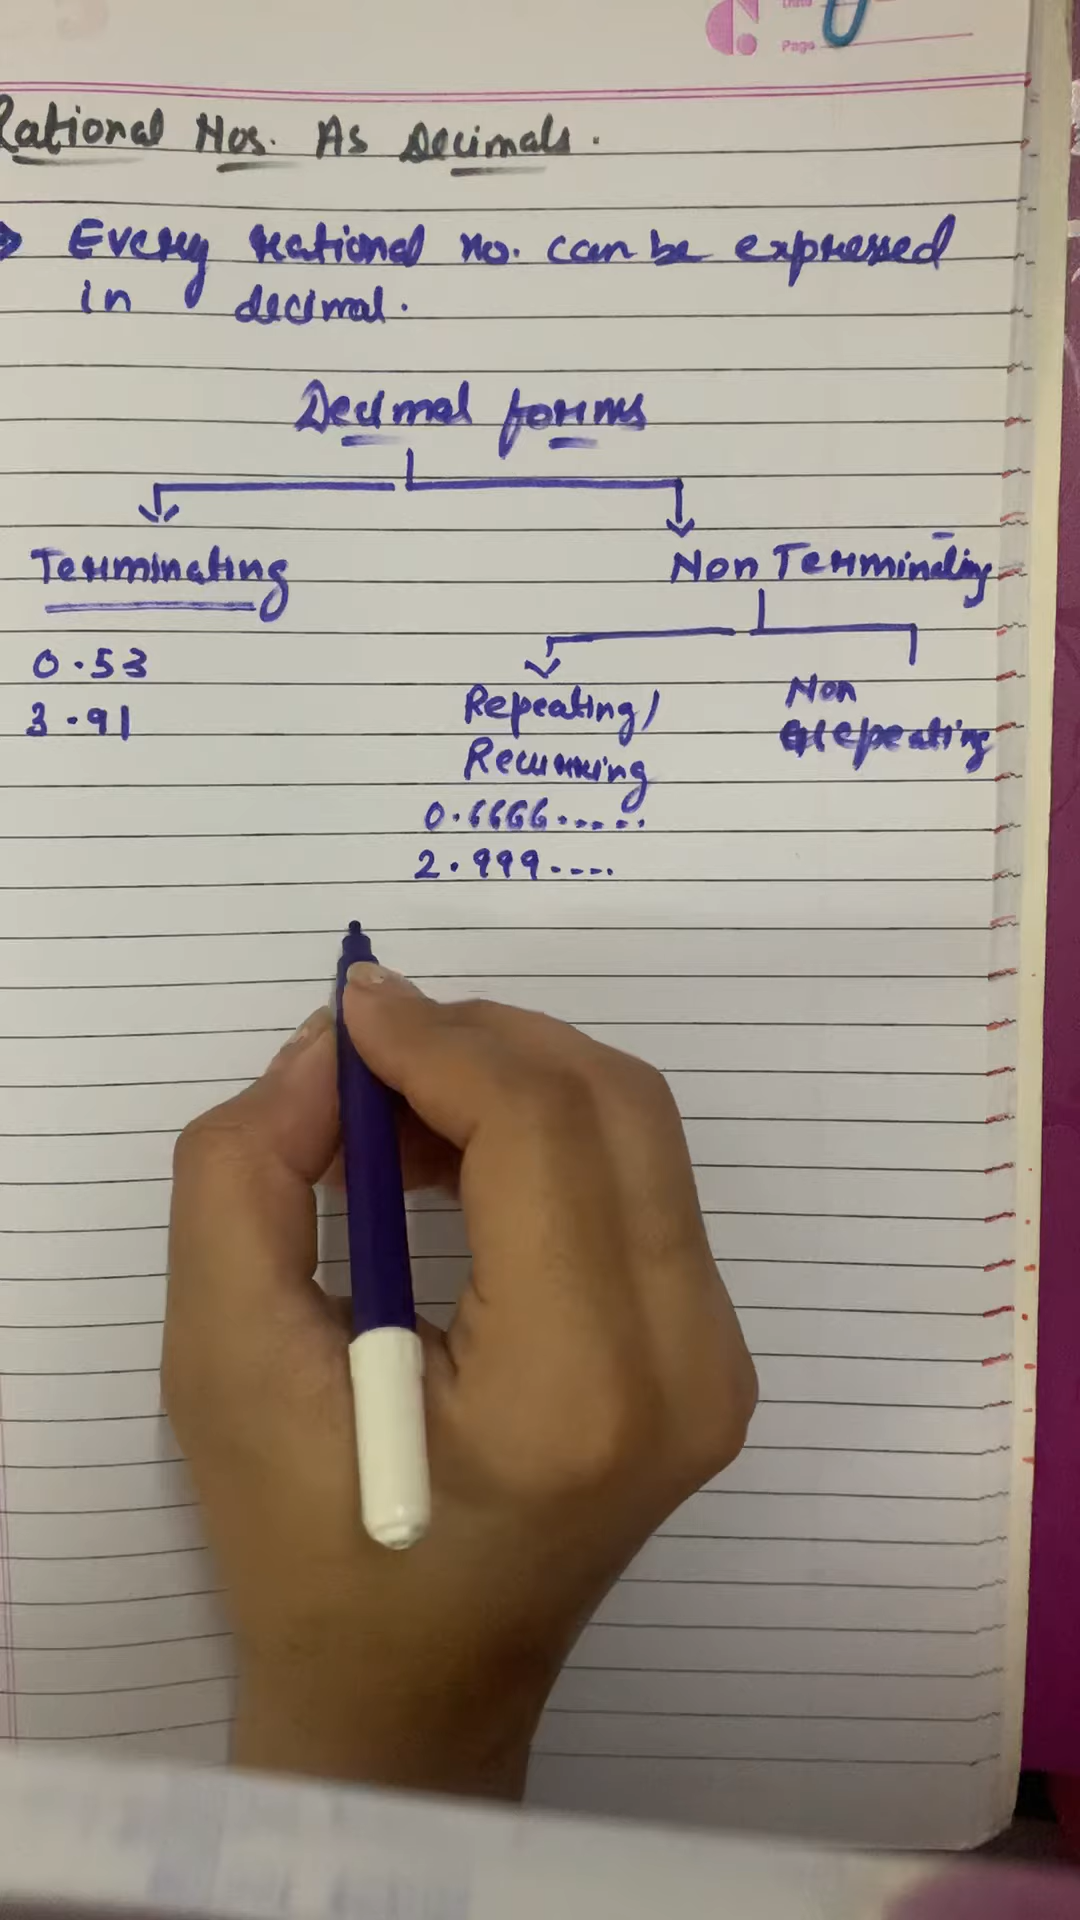 Page
Rational Nos. As Decimals.
Every rational no. can be expressed
in decimal.
Decimal forms
Terminating
Non Terminating
0.53
3.91
Repeating/
Recurring
0.6666.....
2.999....
Non
repeating